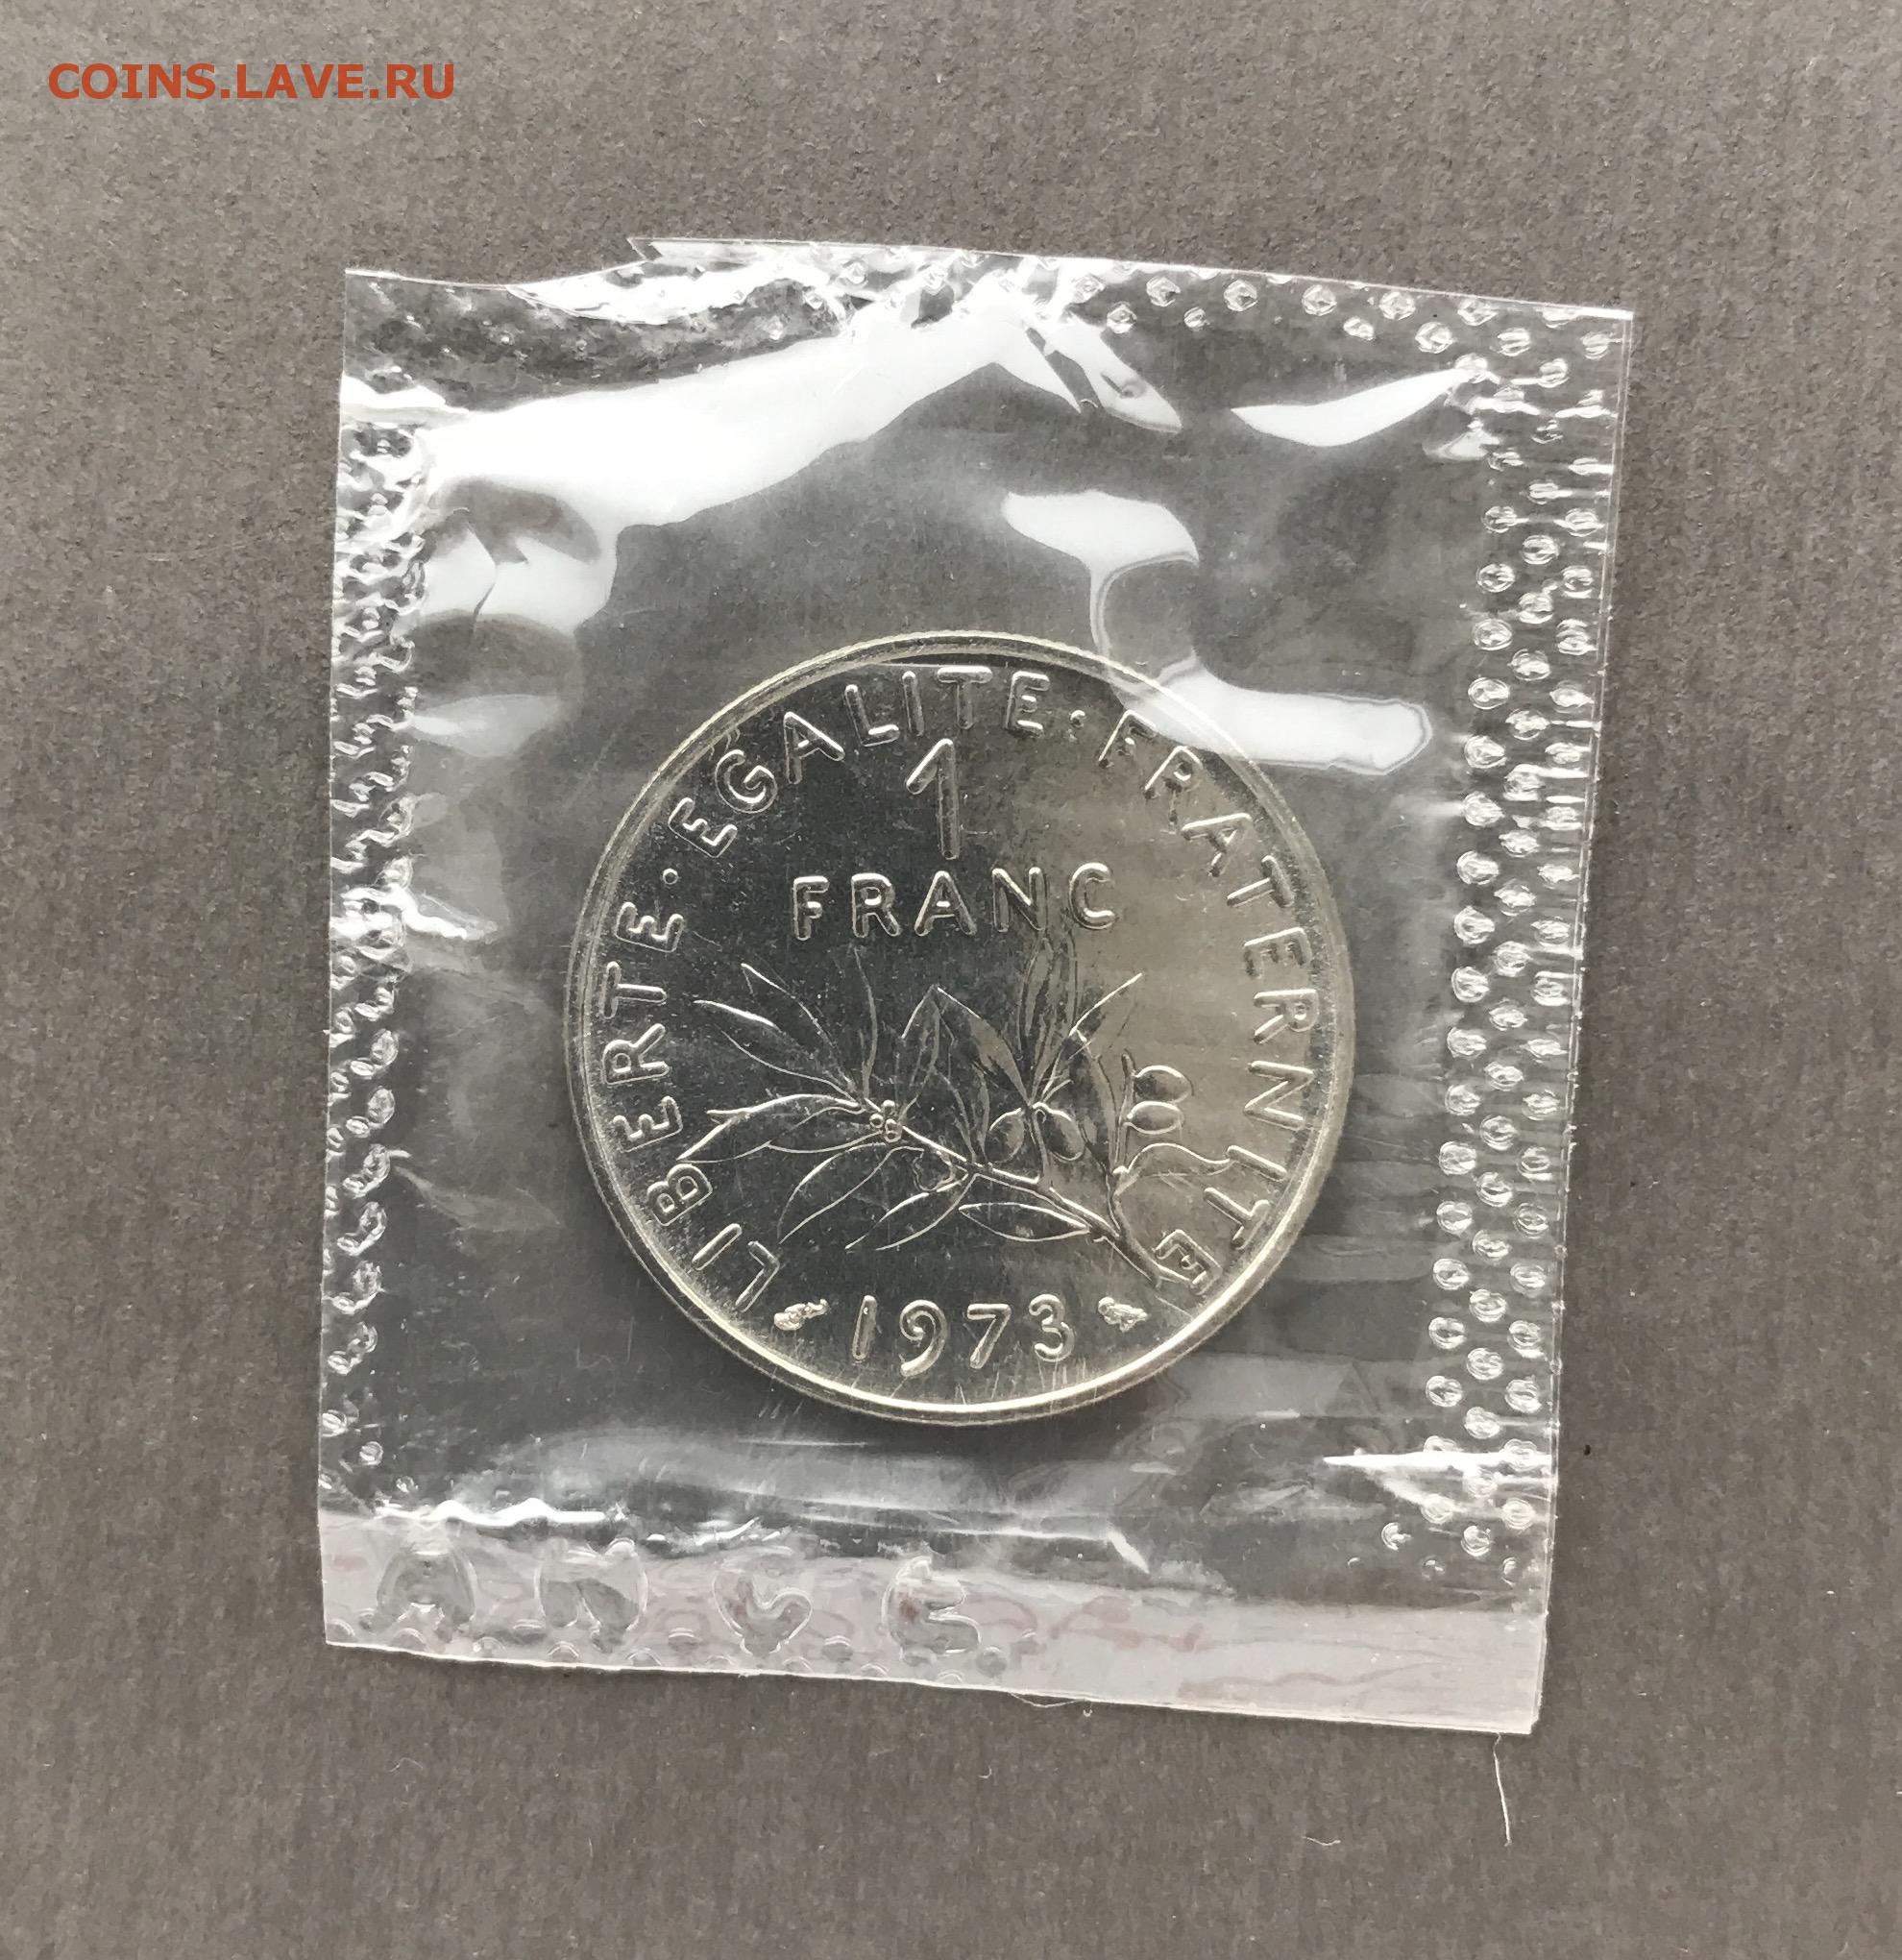 COINS.LAVE.RU
LIBERTE·EGALITE:FRATERNITE
1
FRANC
1973